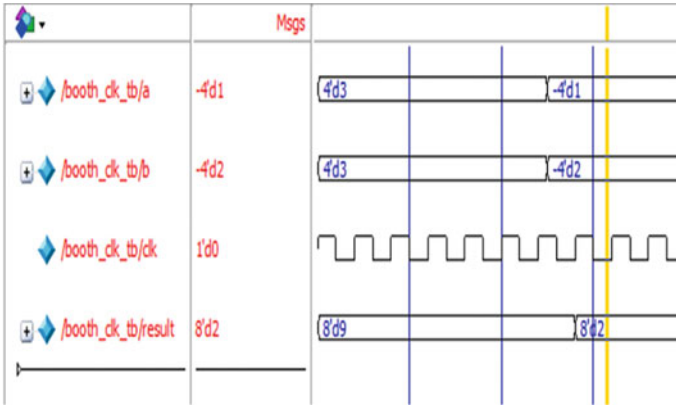 Msgs
/booth_clk_tb/a -4'd1 4'd3 -4'd1
/booth_clk_tb/b -4'd2 4'd3 -4'd2
/booth_clk_tb/clk 1'd0
/booth_clk_tb/result 8'd2 8'd9 8'd2